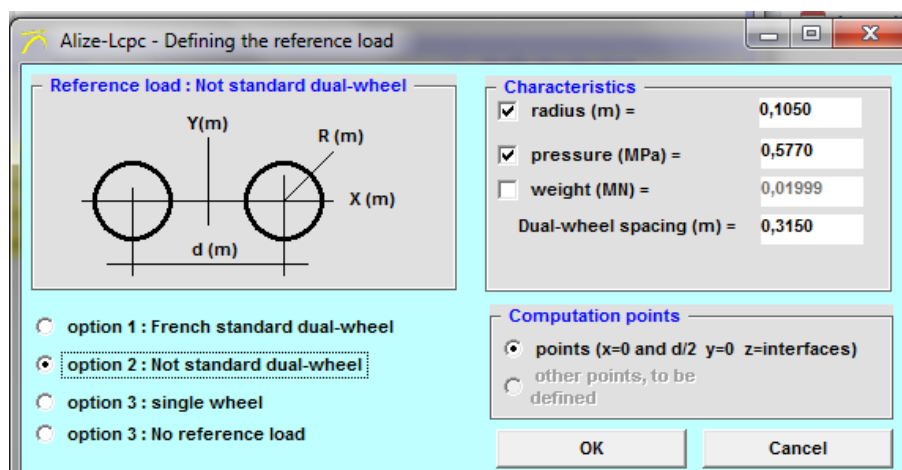 Alize-Lcpc - Defining the reference load
Reference load : Not standard dual-wheel
Y(m)
R (m)
X (m)
d (m)
Characteristics
radius (m) = 0,1050
pressure (MPa) = 0,5770
weight (MN) = 0,01999
Dual-wheel spacing (m) = 0,3150
option 1 : French standard dual-wheel
option 2 : Not standard dual-wheel
option 3 : single wheel
option 3 : No reference load
Computation points
points (x=0 and d/2 y=0 z=interfaces)
other points, to be
defined
OK
Cancel